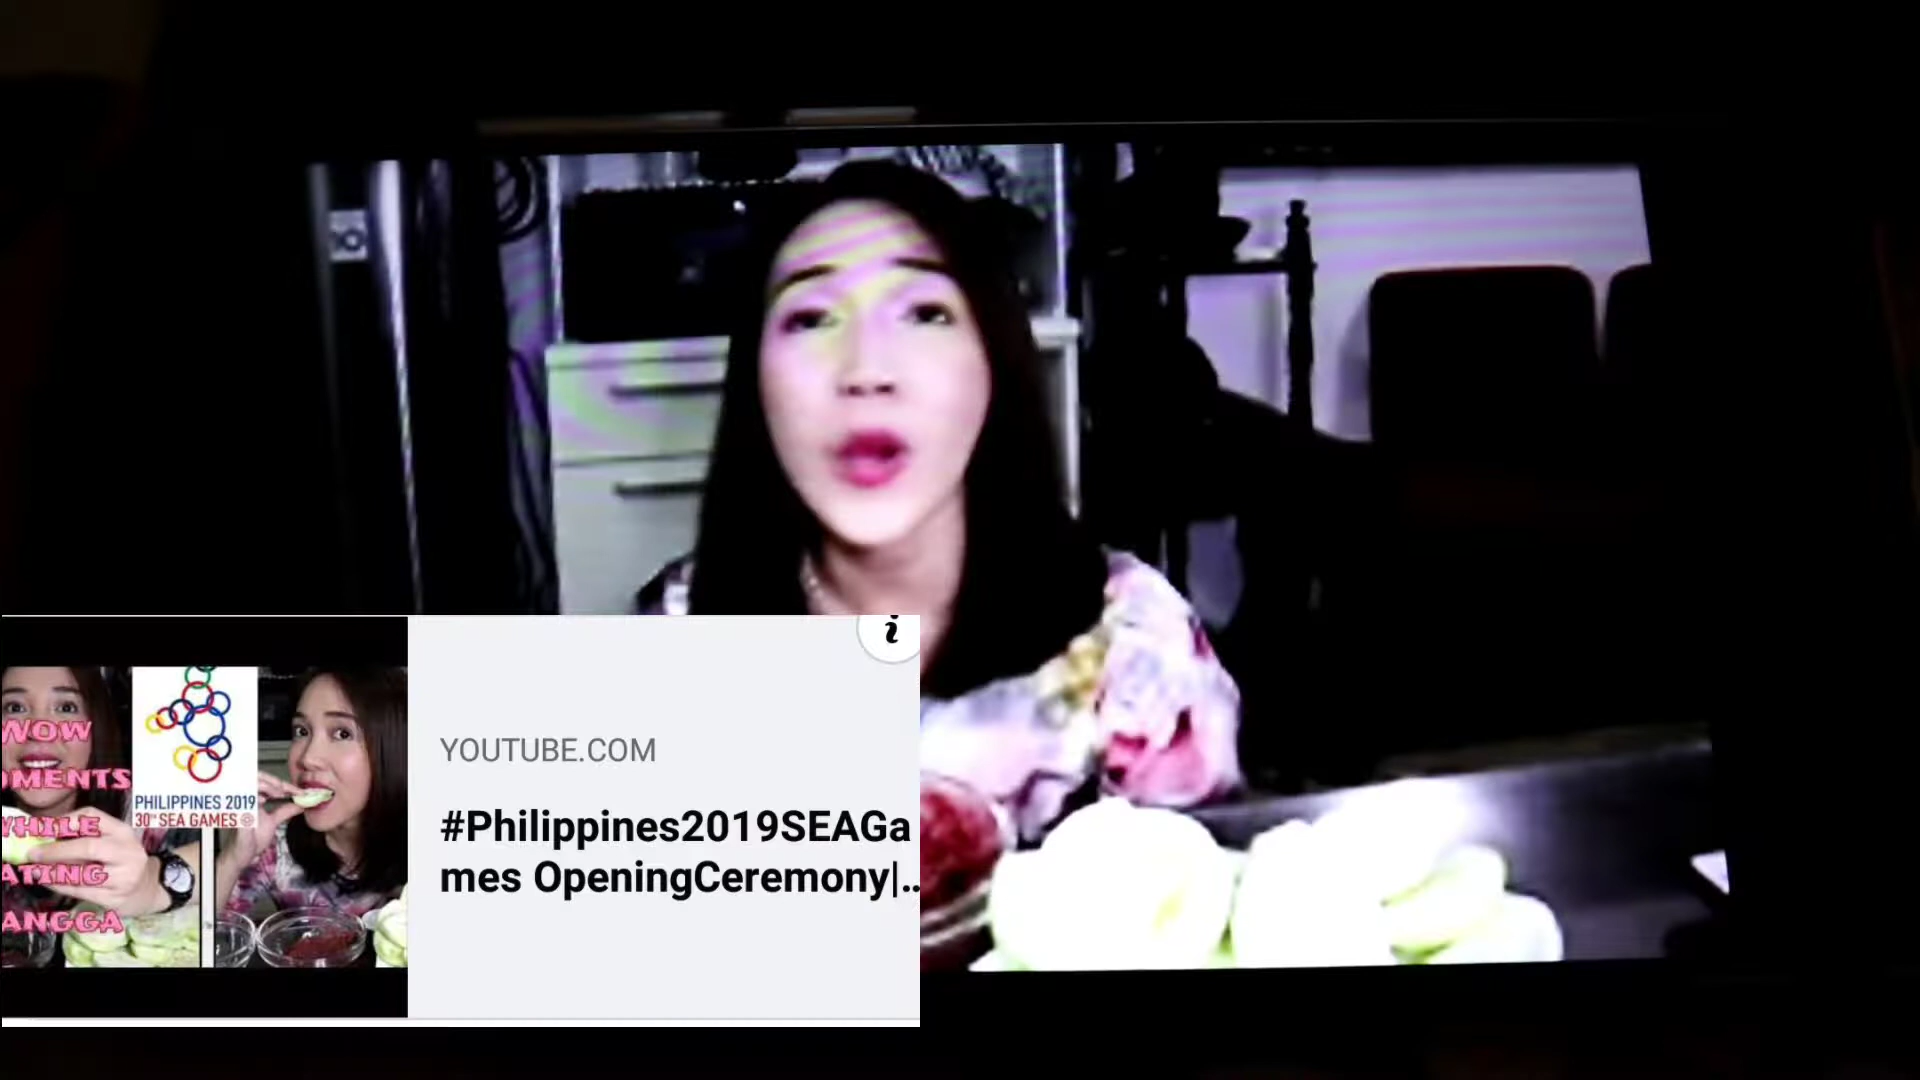 WOW
MENTS
HILE
ATING
ANGGA
PHILIPPINES 2019
30TH SEA GAMES
i
YOUTUBE.COM
#Philippines2019SEAGa
mes OpeningCeremony|..